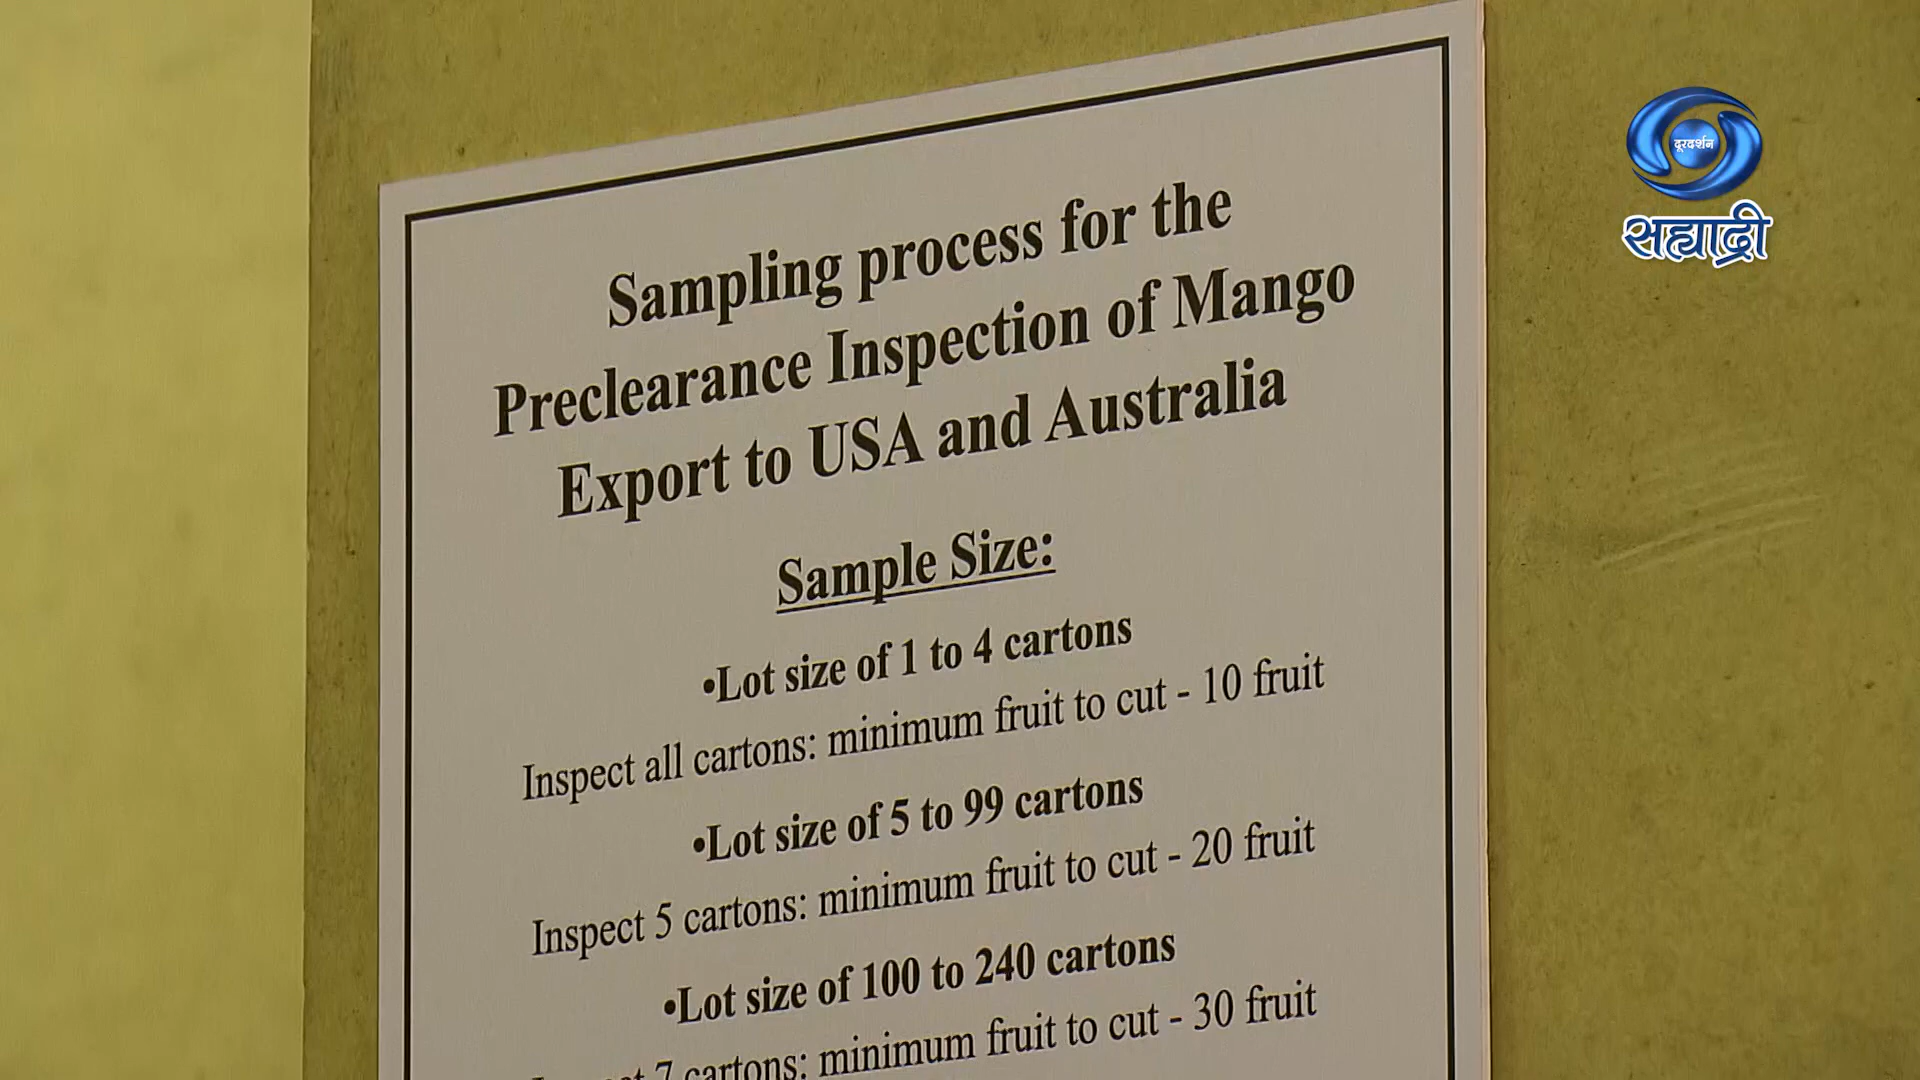 Sampling process for the
Preclearance Inspection of Mango
Export to USA and Australia
Sample Size:
•Lot size of 1 to 4 cartons
Inspect all cartons: minimum fruit to cut - 10 fruit
•Lot size of 5 to 99 cartons
Inspect 5 cartons: minimum fruit to cut - 20 fruit
•Lot size of 100 to 240 cartons
7 cartons: minimum fruit to cut - 30 fruit
दूरदर्शन
सह्याद्री